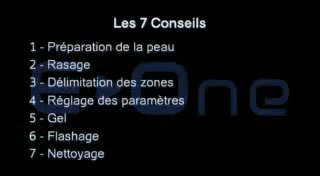 Les 7 Conseils
1 - Préparation de la peau
2 - Rasage
3 - Délimitation des zones
4 - Réglage des paramètres
5 - Gel
6 - Flashage
7 - Nettoyage